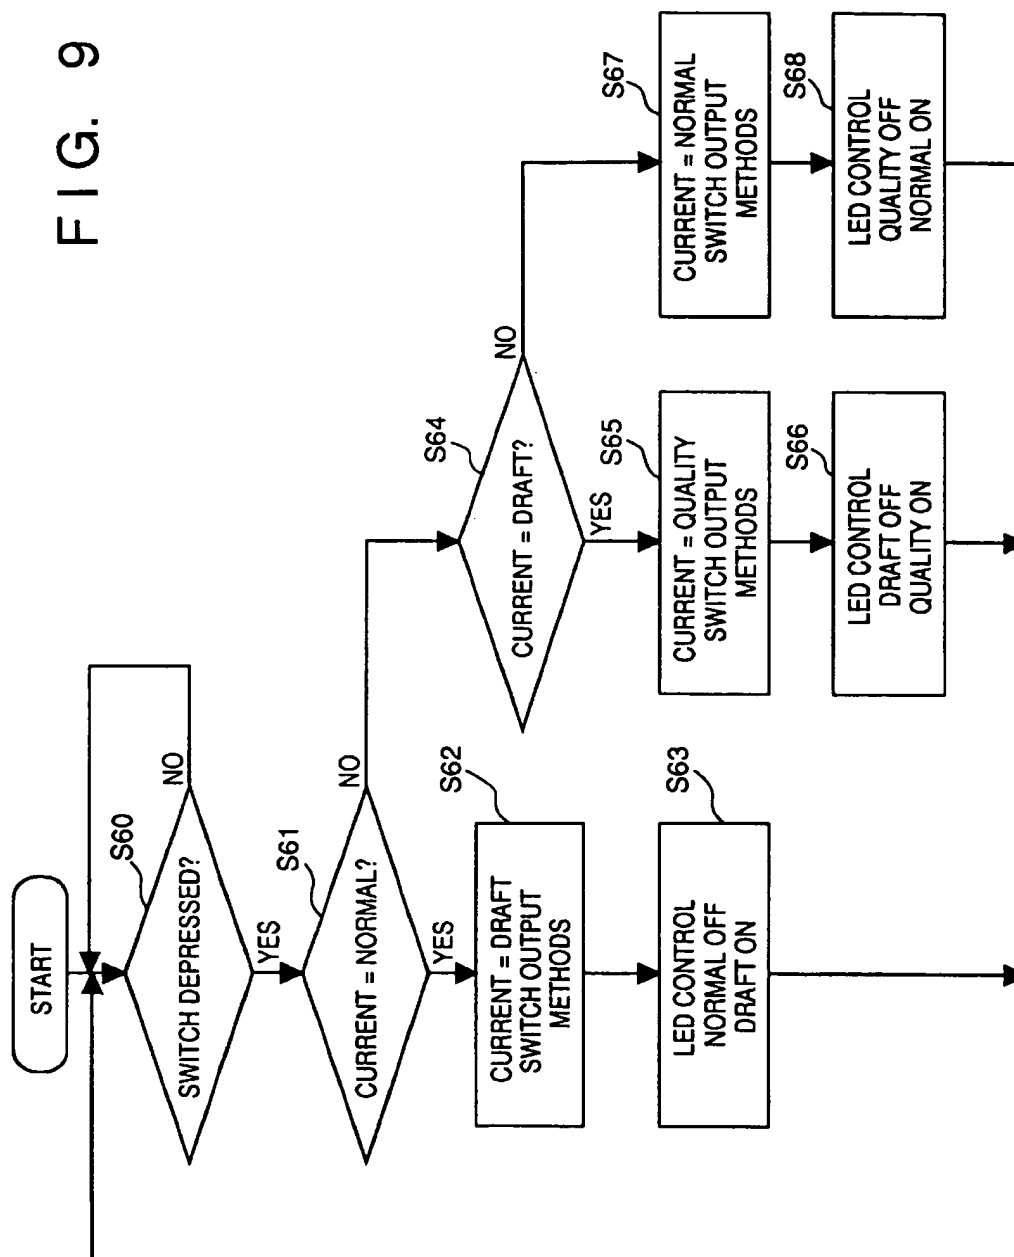 FIG. 9
START
S60
SWITCH DEPRESSED?
NO
YES
S61
CURRENT = NORMAL?
NO
YES
S62
CURRENT = DRAFT
SWITCH OUTPUT
METHODS
S63
LED CONTROL
NORMAL OFF
DRAFT ON
S64
CURRENT = DRAFT?
NO
YES
S65
CURRENT = QUALITY
SWITCH OUTPUT
METHODS
S66
LED CONTROL
DRAFT OFF
QUALITY ON
S67
CURRENT = NORMAL
SWITCH OUTPUT
METHODS
S68
LED CONTROL
QUALITY OFF
NORMAL ON